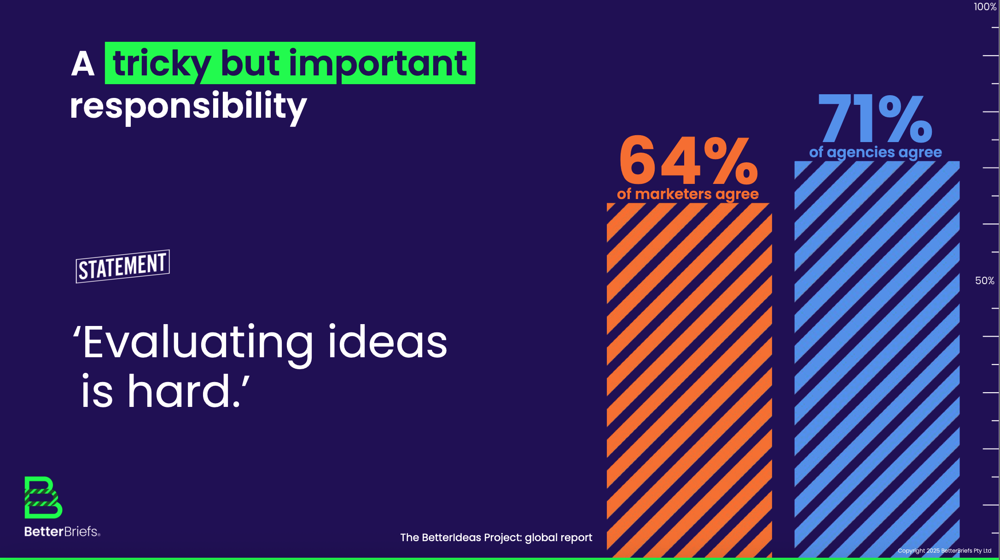 A tricky but important
responsibility
STATEMENT
‘Evaluating ideas
is hard.’
64%
of marketers agree
71%
of agencies agree
100%
50%
BetterBriefs®
The BetterIdeas Project: global report
Copyright 2025 BetterBriefs Pty Ltd